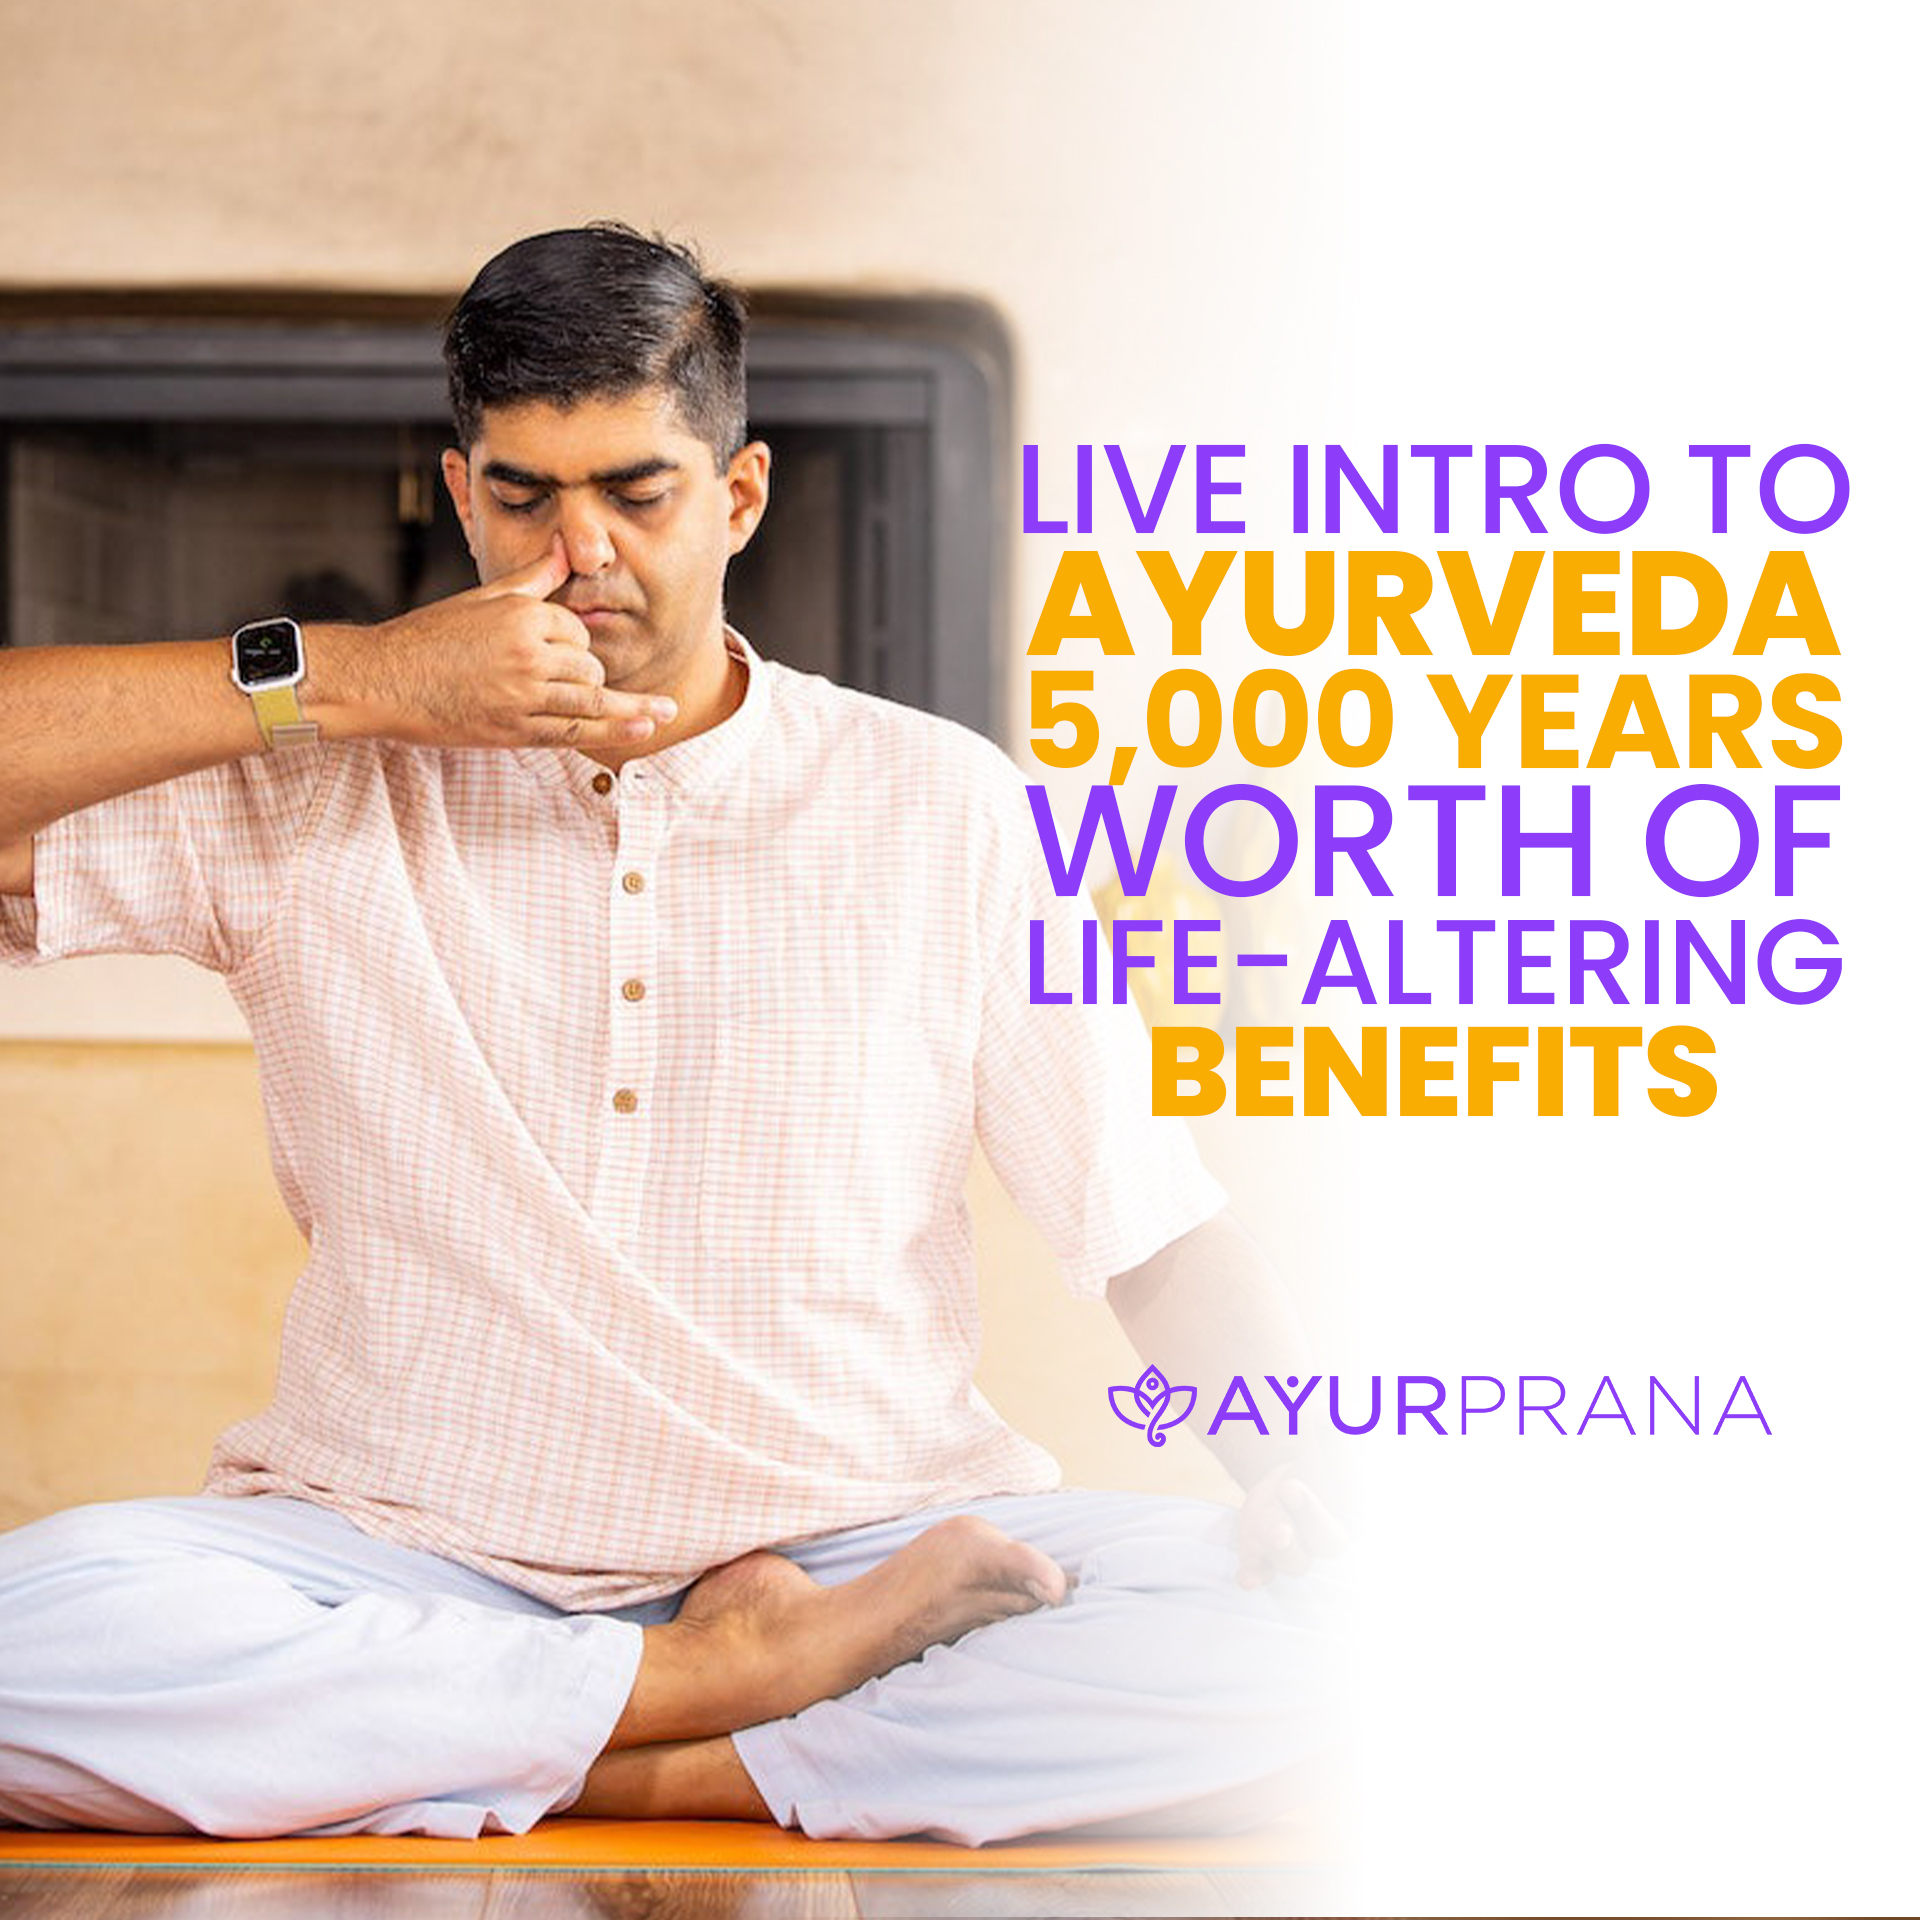 LIVE INTRO TO
AYURVEDA
5,000 YEARS
WORTH OF
LIFE-ALTERING
BENEFITS
AYURPRANA